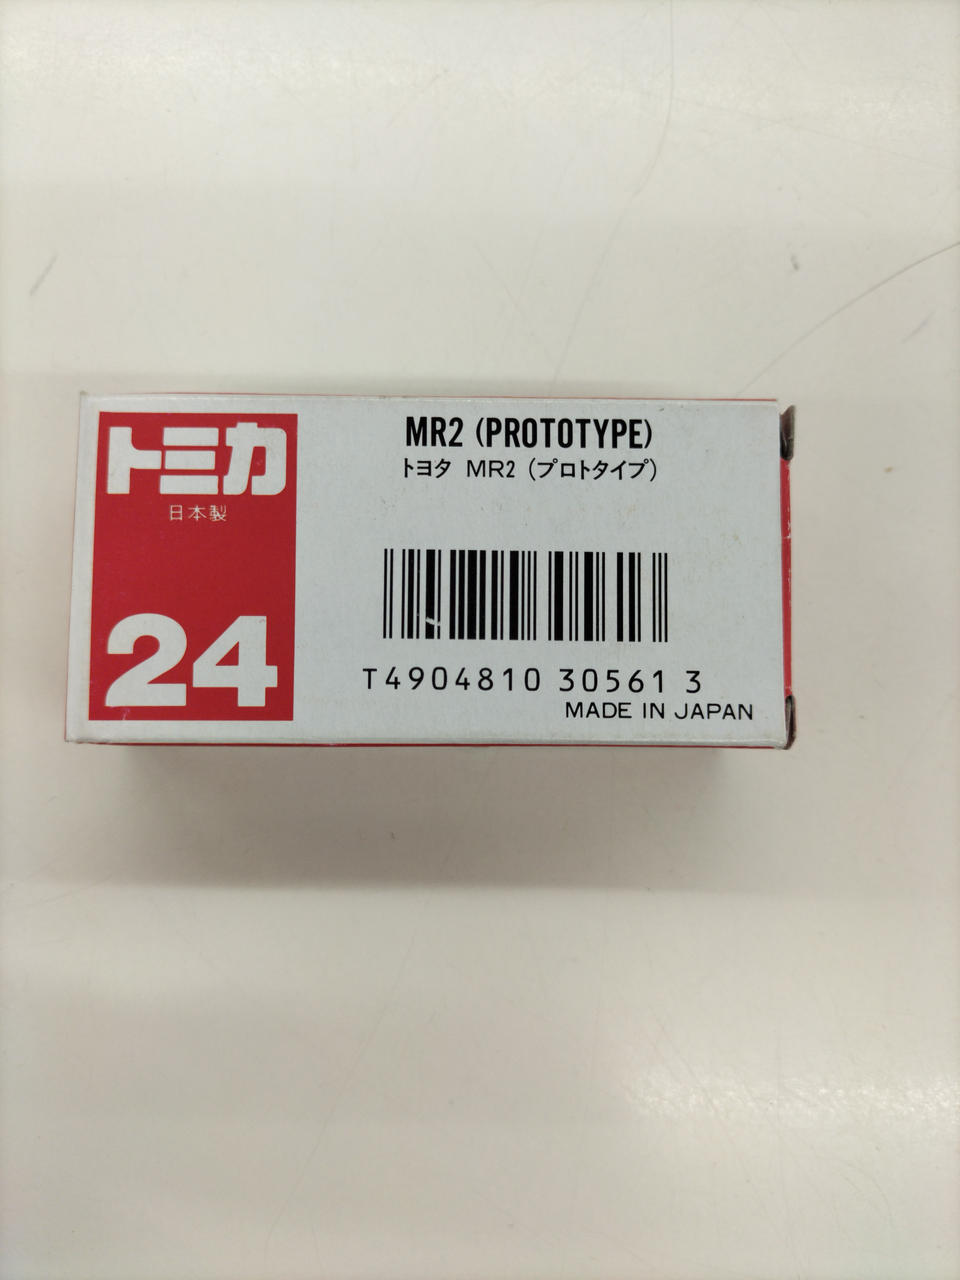 トミカ
日本製
24
MR2 (PROTOTYPE)
トヨタ MR2 (プロトタイプ)
T4904810 30561 3
MADE IN JAPAN